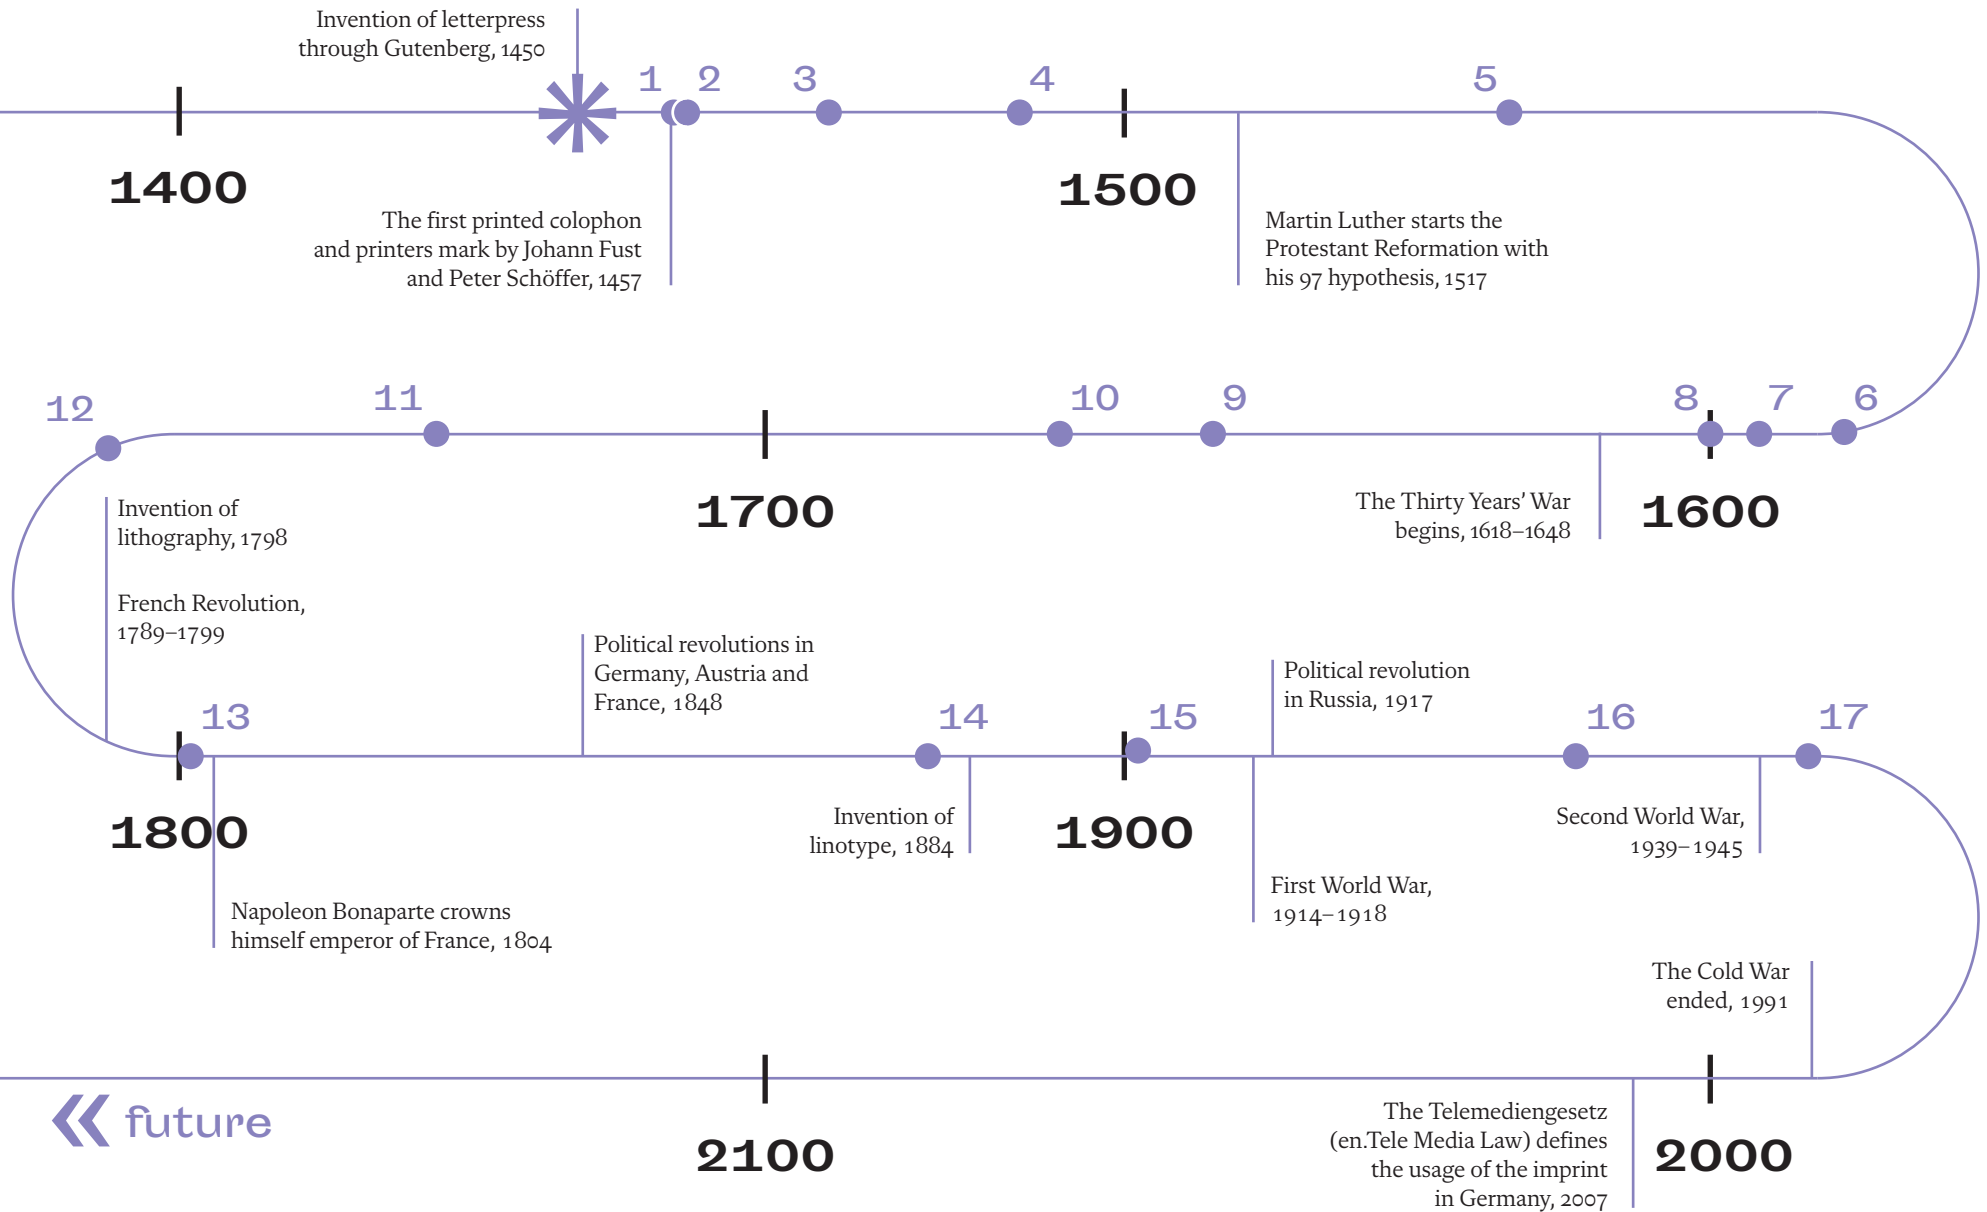 Invention of letterpress
through Gutenberg, 1450
1
2
3
4
5
1400
1500
The first printed colophon
and printers mark by Johann Fust
and Peter Schöffer, 1457
Martin Luther starts the
Protestant Reformation with
his 97 hypothesis, 1517
12
11
10
9
8
7
6
1700
1600
The Thirty Years’ War
begins, 1618–1648
Invention of
lithography, 1798
French Revolution,
1789–1799
13
Political revolutions in
Germany, Austria and
France, 1848
14
15
Political revolution
in Russia, 1917
16
17
1800
Invention of
linotype, 1884
1900
Second World War,
1939–1945
First World War,
1914–1918
Napoleon Bonaparte crowns
himself emperor of France, 1804
The Cold War
ended, 1991
future
2100
The Telemediengesetz
(en.Tele Media Law) defines
the usage of the imprint
in Germany, 2007
2000